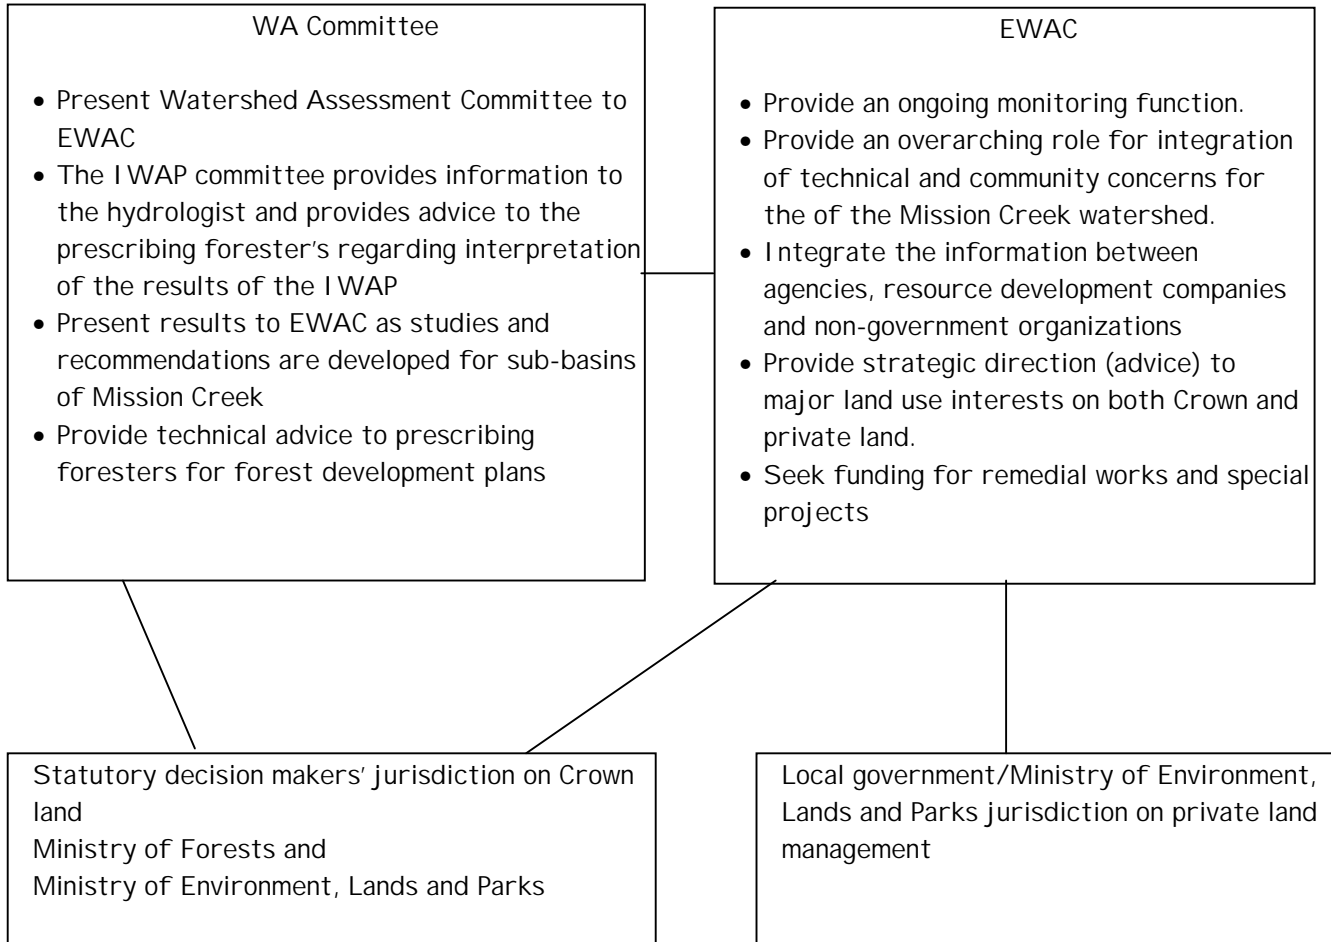 WA Committee
• Present Watershed Assessment Committee to
EWAC
• The IWAP committee provides information to
the hydrologist and provides advice to the
prescribing forester's regarding interpretation
of the results of the IWAP
• Present results to EWAC as studies and
recommendations are developed for sub-basins
of Mission Creek
• Provide technical advice to prescribing
foresters for forest development plans
EWAC
• Provide an ongoing monitoring function.
• Provide an overarching role for integration
of technical and community concerns for
the of the Mission Creek watershed.
• Integrate the information between
agencies, resource development companies
and non-government organizations
• Provide strategic direction (advice) to
major land use interests on both Crown and
private land.
• Seek funding for remedial works and special
projects
Statutory decision makers' jurisdiction on Crown
land
Ministry of Forests and
Ministry of Environment, Lands and Parks
Local government/Ministry of Environment,
Lands and Parks jurisdiction on private land
management